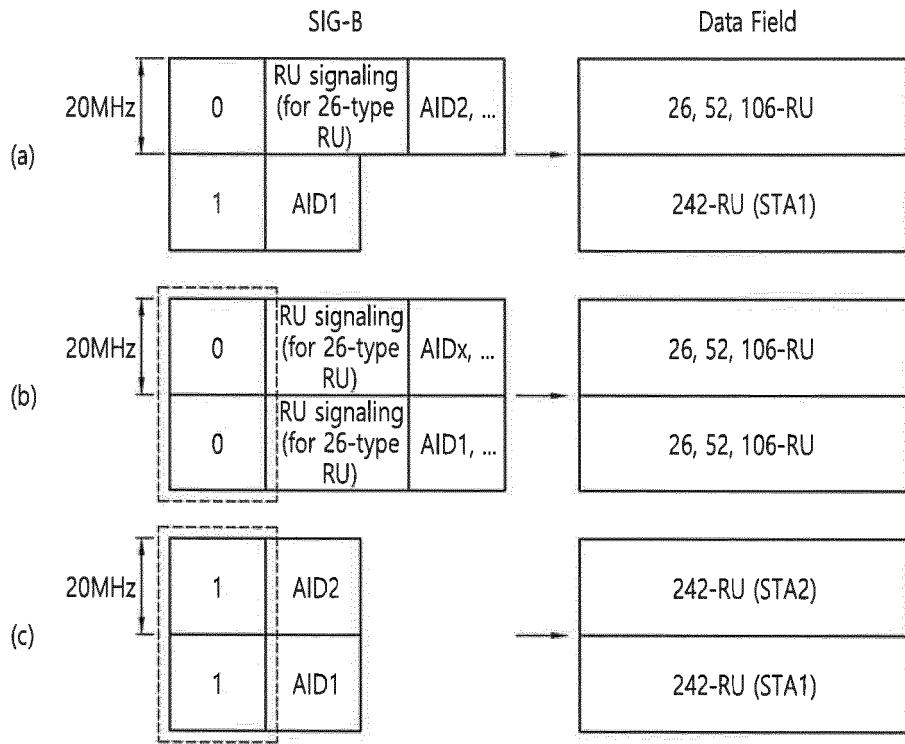 SIG-B Data Field
(a)
20MHz
0
RU signaling
(for 26-type
RU)
AID2, ...
26, 52, 106-RU
1
AID1
242-RU (STA1)
(b)
20MHz
0
RU signaling
(for 26-type
RU)
AIDx, ...
26, 52, 106-RU
0
RU signaling
(for 26-type
RU)
AID1, ...
26, 52, 106-RU
(c)
20MHz
1
AID2
242-RU (STA2)
1
AID1
242-RU (STA1)